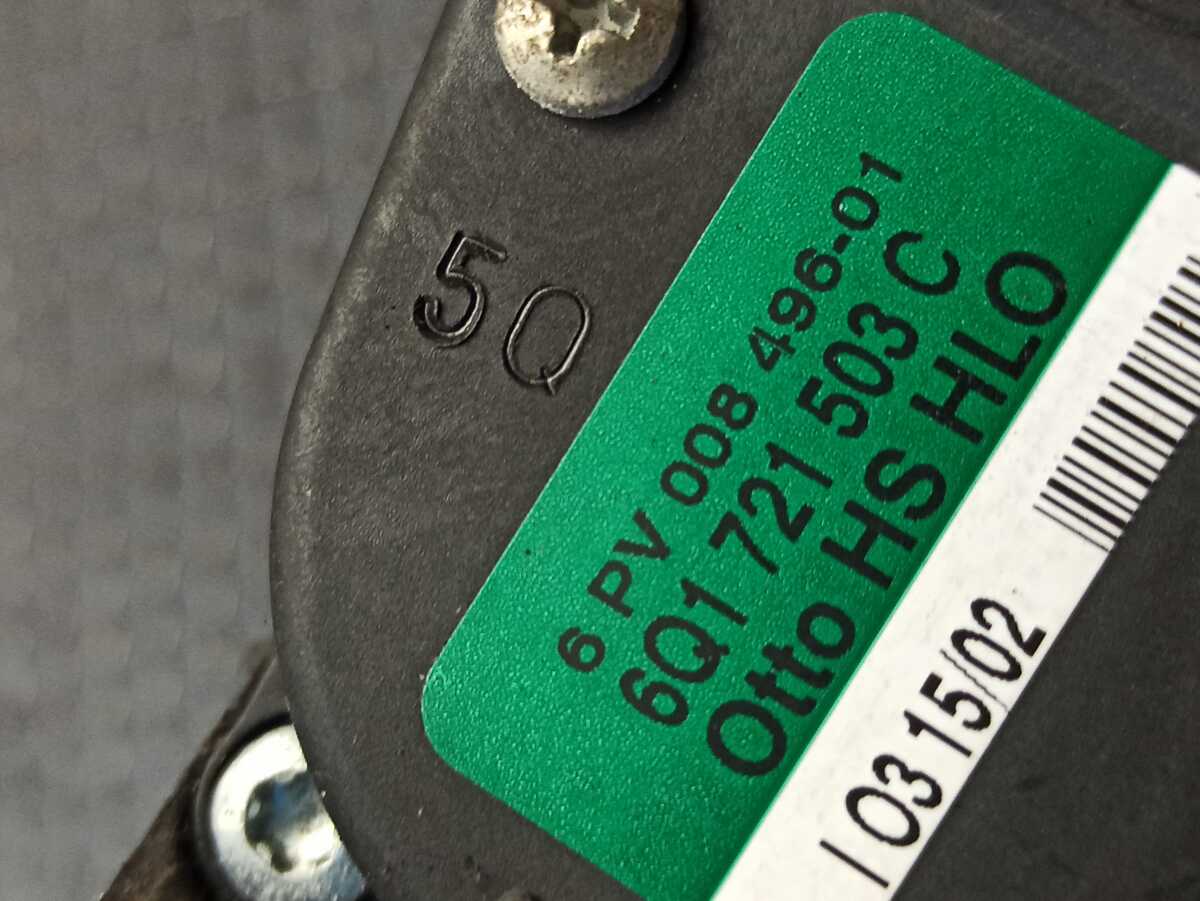 5Q
6 PV 008 496-01
6Q1 721 503 C
Otto HS HLO
I 03 15/02